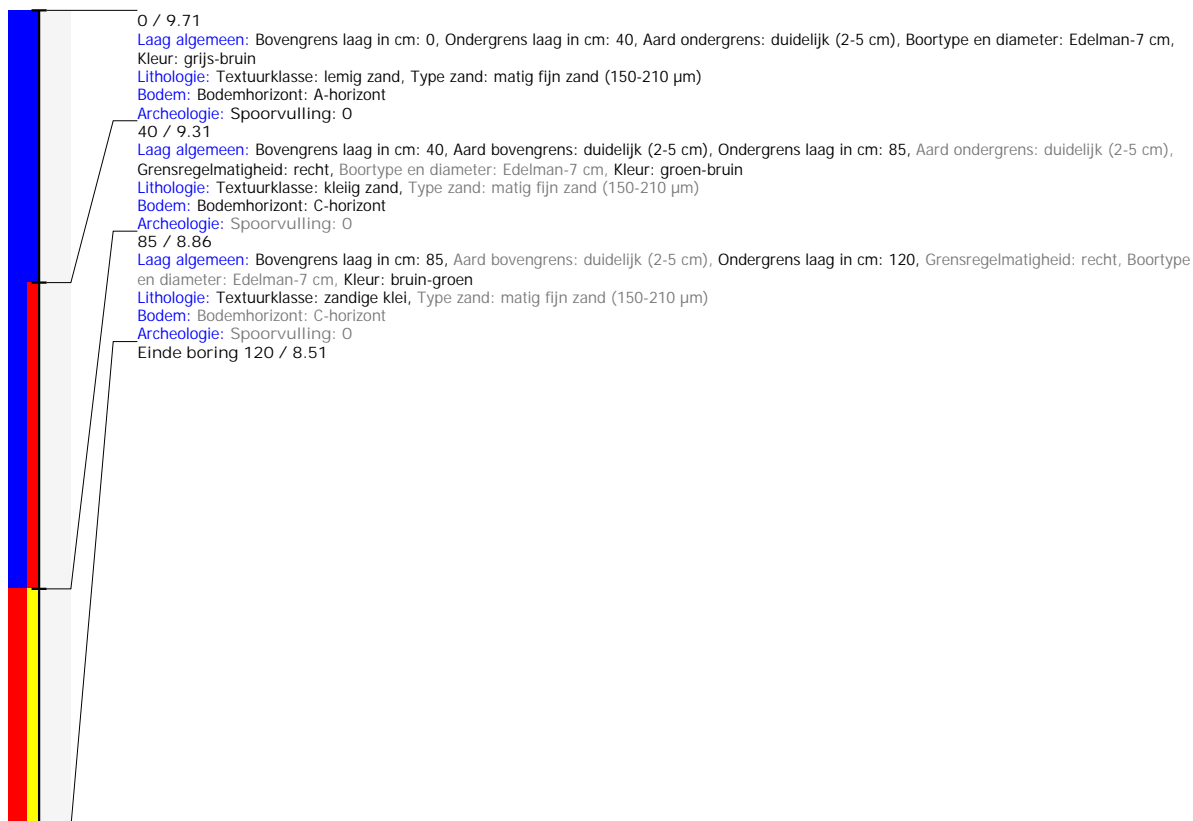 0 / 9.71
Laag algemeen: Bovengrens laag in cm: 0, Ondergrens laag in cm: 40, Aard ondergrens: duidelijk (2-5 cm), Boortype en diameter: Edelman-7 cm,
Kleur: grijs-bruin
Lithologie: Textuurklasse: lemig zand, Type zand: matig fijn zand (150-210 µm)
Bodem: Bodemhorizont: A-horizont
Archeologie: Spoorvulling: 0
40 / 9.31
Laag algemeen: Bovengrens laag in cm: 40, Aard bovengrens: duidelijk (2-5 cm), Ondergrens laag in cm: 85, Aard ondergrens: duidelijk (2-5 cm),
Grensregelmatigheid: recht, Boortype en diameter: Edelman-7 cm, Kleur: groen-bruin
Lithologie: Textuurklasse: kleiig zand, Type zand: matig fijn zand (150-210 µm)
Bodem: Bodemhorizont: C-horizont
Archeologie: Spoorvulling: 0
85 / 8.86
Laag algemeen: Bovengrens laag in cm: 85, Aard bovengrens: duidelijk (2-5 cm), Ondergrens laag in cm: 120, Grensregelmatigheid: recht, Boortype
en diameter: Edelman-7 cm, Kleur: bruin-groen
Lithologie: Textuurklasse: zandige klei, Type zand: matig fijn zand (150-210 µm)
Bodem: Bodemhorizont: C-horizont
Archeologie: Spoorvulling: 0
Einde boring 120 / 8.51